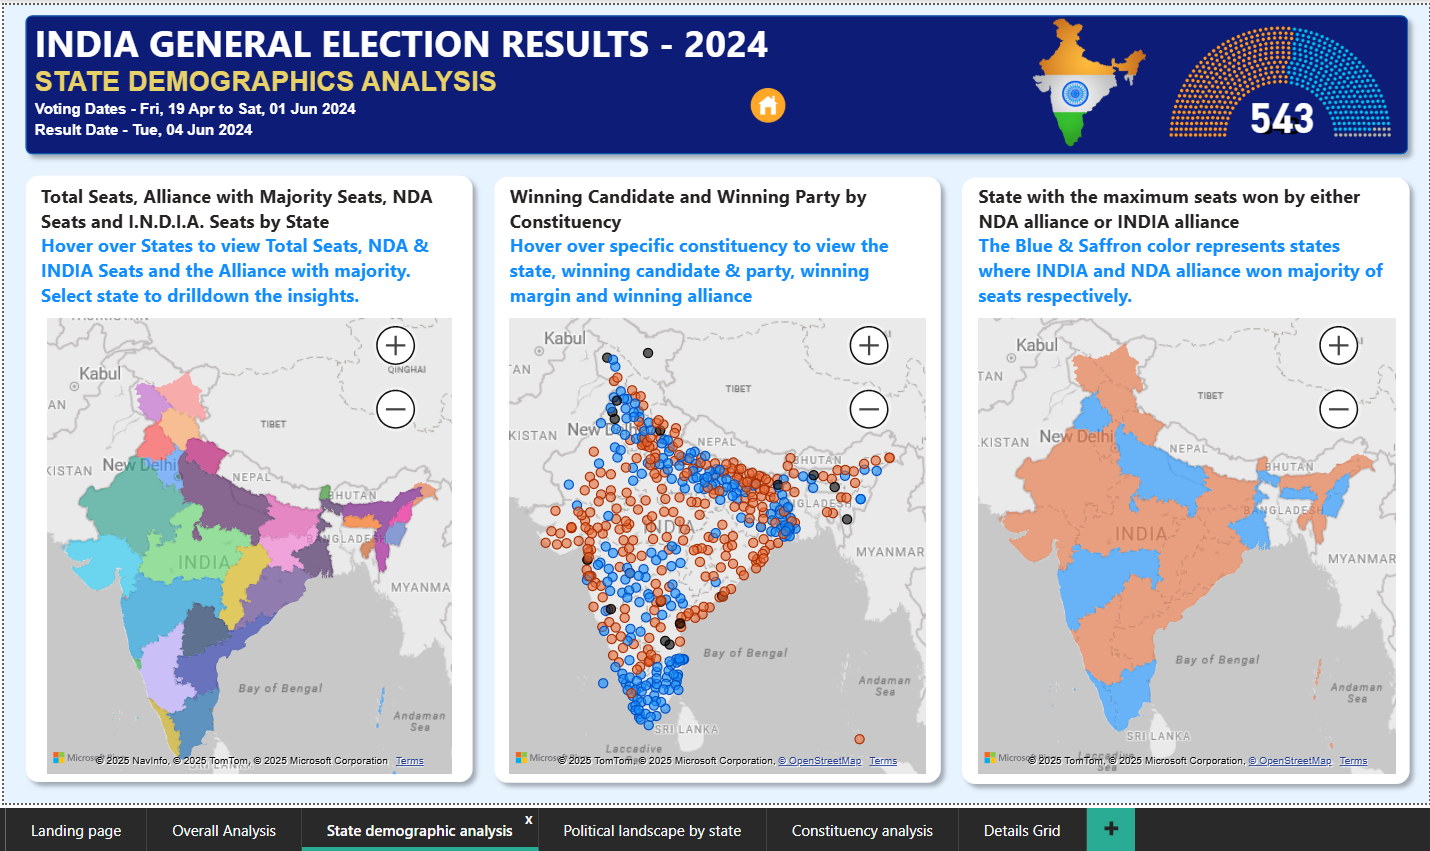 INDIA GENERAL ELECTION RESULTS - 2024
STATE DEMOGRAPHICS ANALYSIS
Voting Dates - Fri, 19 Apr to Sat, 01 Jun 2024
Result Date - Tue, 04 Jun 2024
543
Total Seats, Alliance with Majority Seats, NDA
Seats and I.N.D.I.A. Seats by State
Hover over States to view Total Seats, NDA &
INDIA Seats and the Alliance with majority.
Select state to drilldown the insights.
Kabul
QINGHAI
AN
TIBET
KISTAN
New Delhi
NEPAL
BHUTAN
BANGLADESH
INDIA
MYANMA
Bay of Bengal
Andaman
Sea
SRI LANKA
© 2025 NavInfo, © 2025 TomTom, © 2025 Microsoft Corporation Terms
Winning Candidate and Winning Party by
Constituency
Hover over specific constituency to view the
state, winning candidate & party, winning
margin and winning alliance
Kabul
AI
TAN
TIBET
KISTAN
New Delhi
NEPAL
BHUTAN
NGLADESH
INDIA
MYANMAR
Bay of Bengal
Andaman
Sea
SRI LANKA
Laccadive
© 2025 TomTom, © 2025 Microsoft Corporation, © OpenStreetMap Terms
State with the maximum seats won by either
NDA alliance or INDIA alliance
The Blue & Saffron color represents states
where INDIA and NDA alliance won majority of
seats respectively.
Kabul
AI
TAN
TIBET
KISTAN
New Delhi
NEPAL
BHUTAN
BANGLADESH
INDIA
MYANMAR
Bay of Bengal
Andaman
Sea
SRI LANKA
Laccadive
Sea
© 2025 TomTom, © 2025 Microsoft Corporation, © OpenStreetMap Terms
Landing page
Overall Analysis
State demographic analysis
x
Political landscape by state
Constituency analysis
Details Grid
+